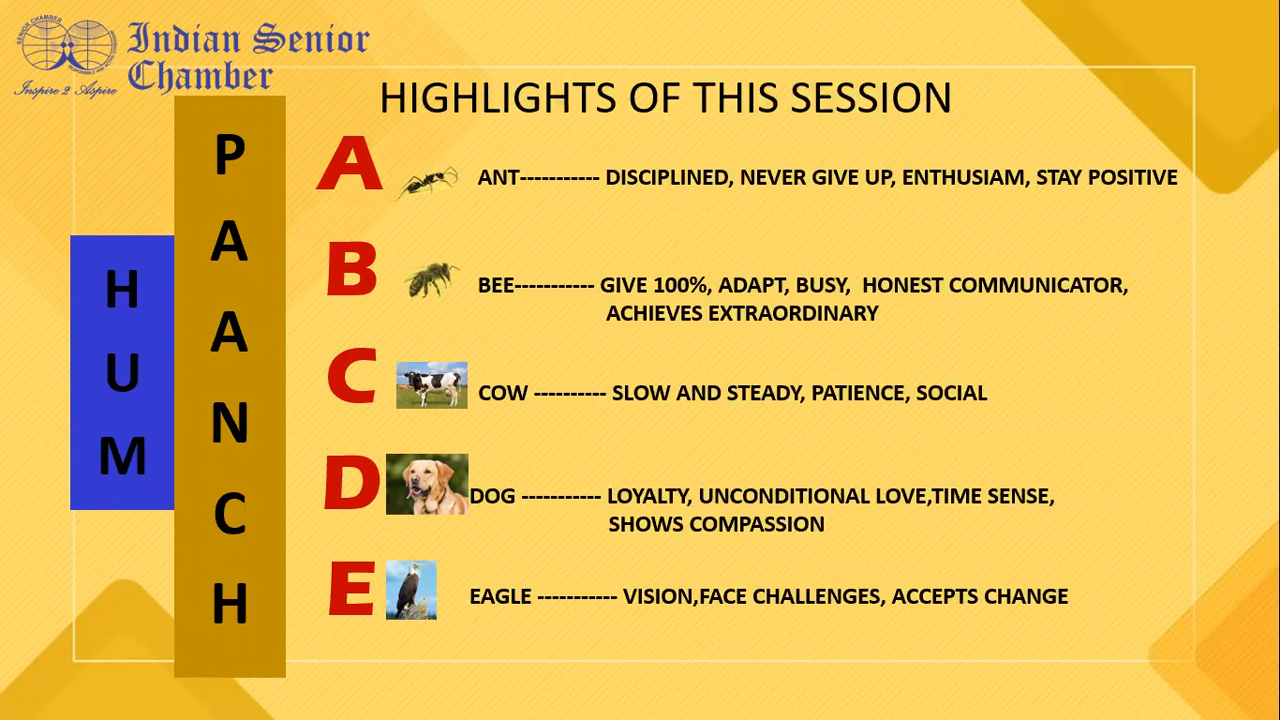 Indian Senior
Chamber
Inspire 2 Aspire
HIGHLIGHTS OF THIS SESSION
H
U
M
P
A
A
N
C
H
A
ANT----------- DISCIPLINED, NEVER GIVE UP, ENTHUSIAM, STAY POSITIVE
B
BEE----------- GIVE 100%, ADAPT, BUSY,  HONEST COMMUNICATOR,
ACHIEVES EXTRAORDINARY
C
COW ---------- SLOW AND STEADY, PATIENCE, SOCIAL
D
DOG ----------- LOYALTY, UNCONDITIONAL LOVE,TIME SENSE,
SHOWS COMPASSION
E
EAGLE ----------- VISION,FACE CHALLENGES, ACCEPTS CHANGE